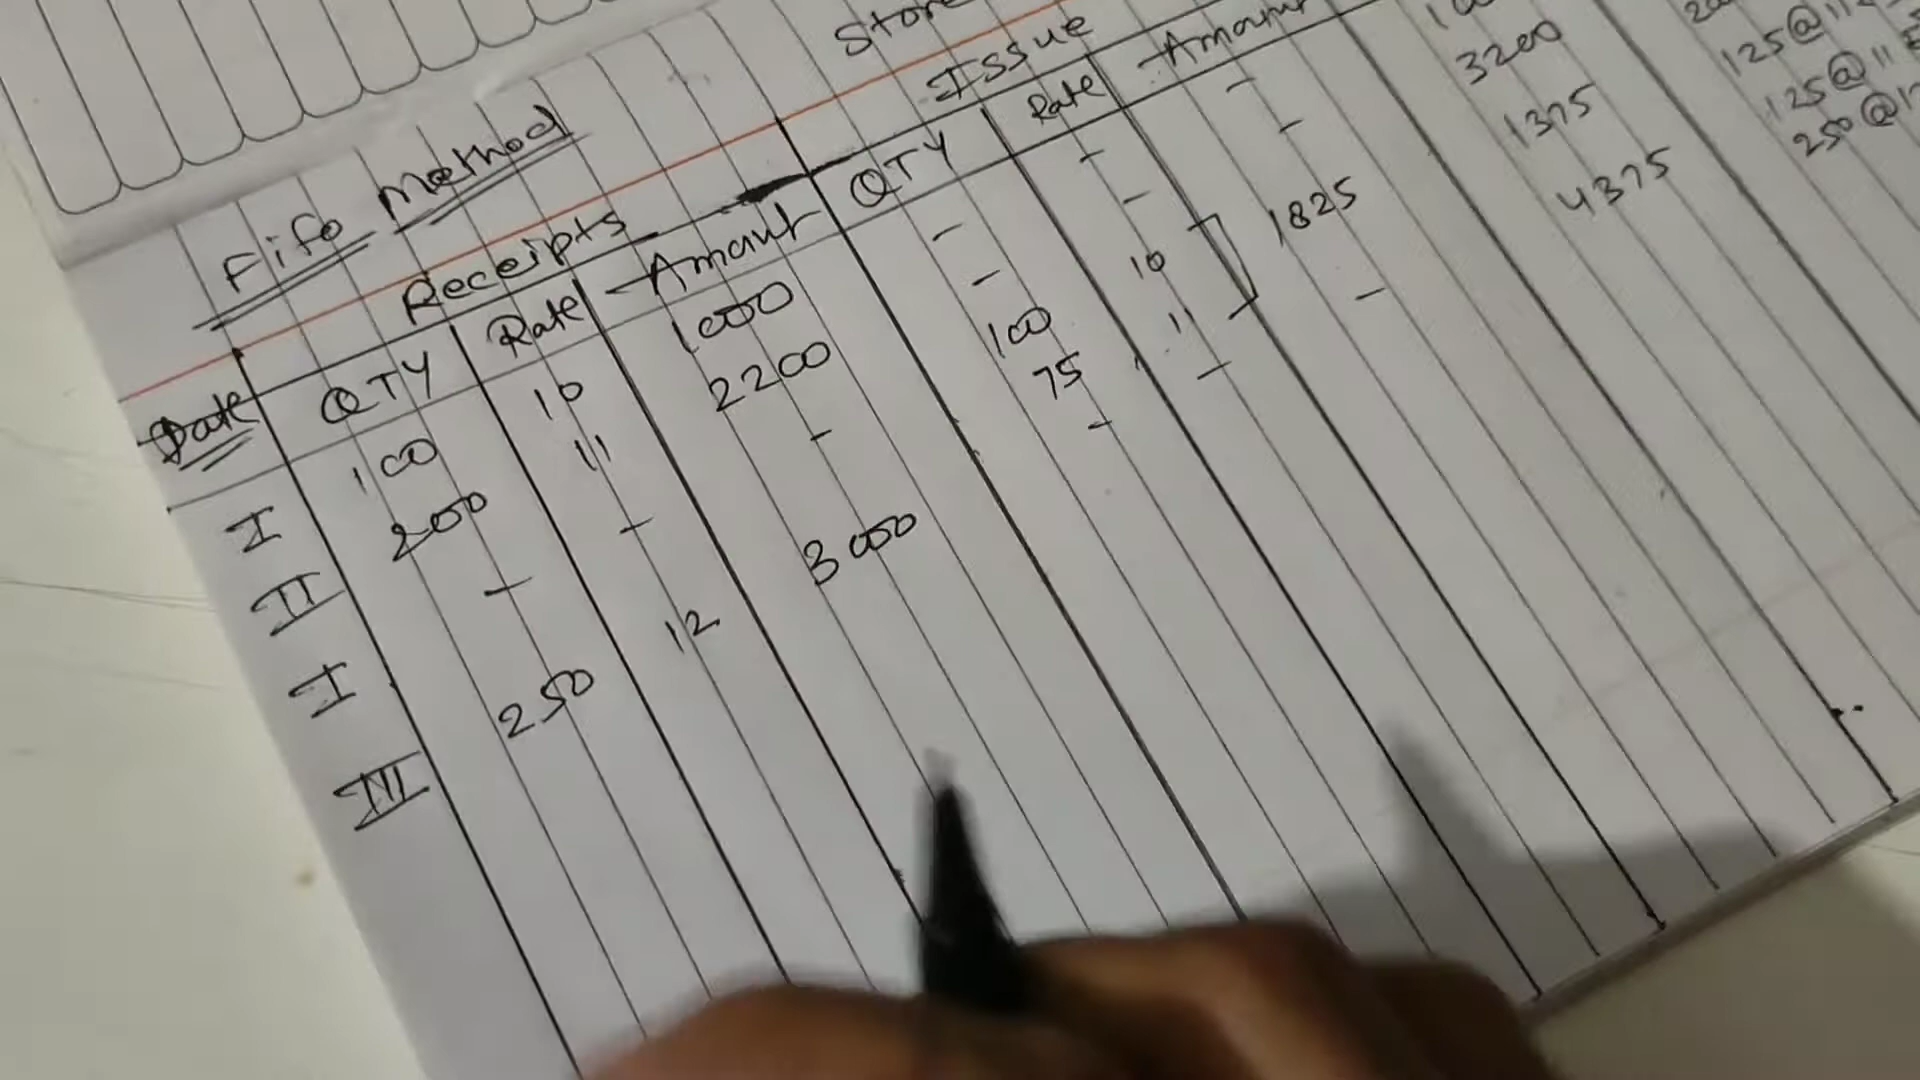 Store
Fifo Method
Receipts Issue
Date QTY Rate Amount QTY Rate Amount
I 100 10 1000 - - -
II 200 11 2200 - - - 3200
I - - - 100 10 1825 1375 125@11
75 11
III 250 12 3000 - - - 4375 125@11
250@12